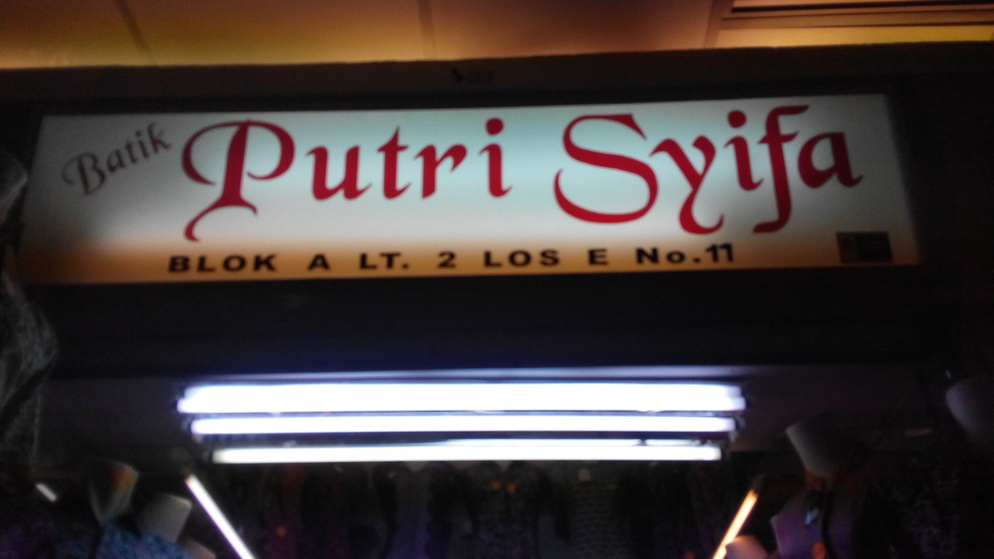 Batik Putri Syifa
BLOK A LT. 2 LOS E No.11